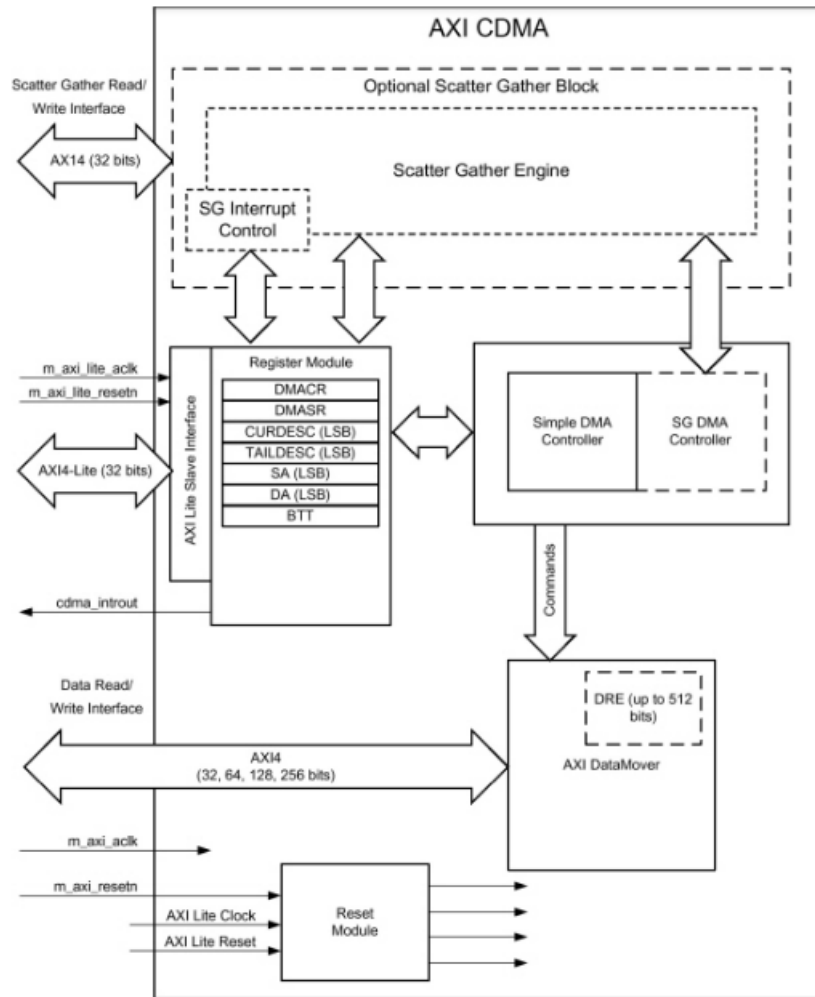 AXI CDMA
Optional Scatter Gather Block
Scatter Gather Read/
Write Interface
AX14 (32 bits)
Scatter Gather Engine
SG Interrupt
Control
m_axi_lite_aclk
m_axi_lite_resetn
AXI4-Lite (32 bits)
AXI Lite Slave Interface
Register Module
DMACR
DMASR
CURDESC (LSB)
TAILDESC (LSB)
SA (LSB)
DA (LSB)
BTT
Simple DMA
Controller
SG DMA
Controller
cdma_introut
Commands
Data Read/
Write Interface
DRE (up to 512
bits)
AXI4
(32, 64, 128, 256 bits)
AXI DataMover
m_axi_aclk
m_axi_resetn
AXI Lite Clock
AXI Lite Reset
Reset
Module